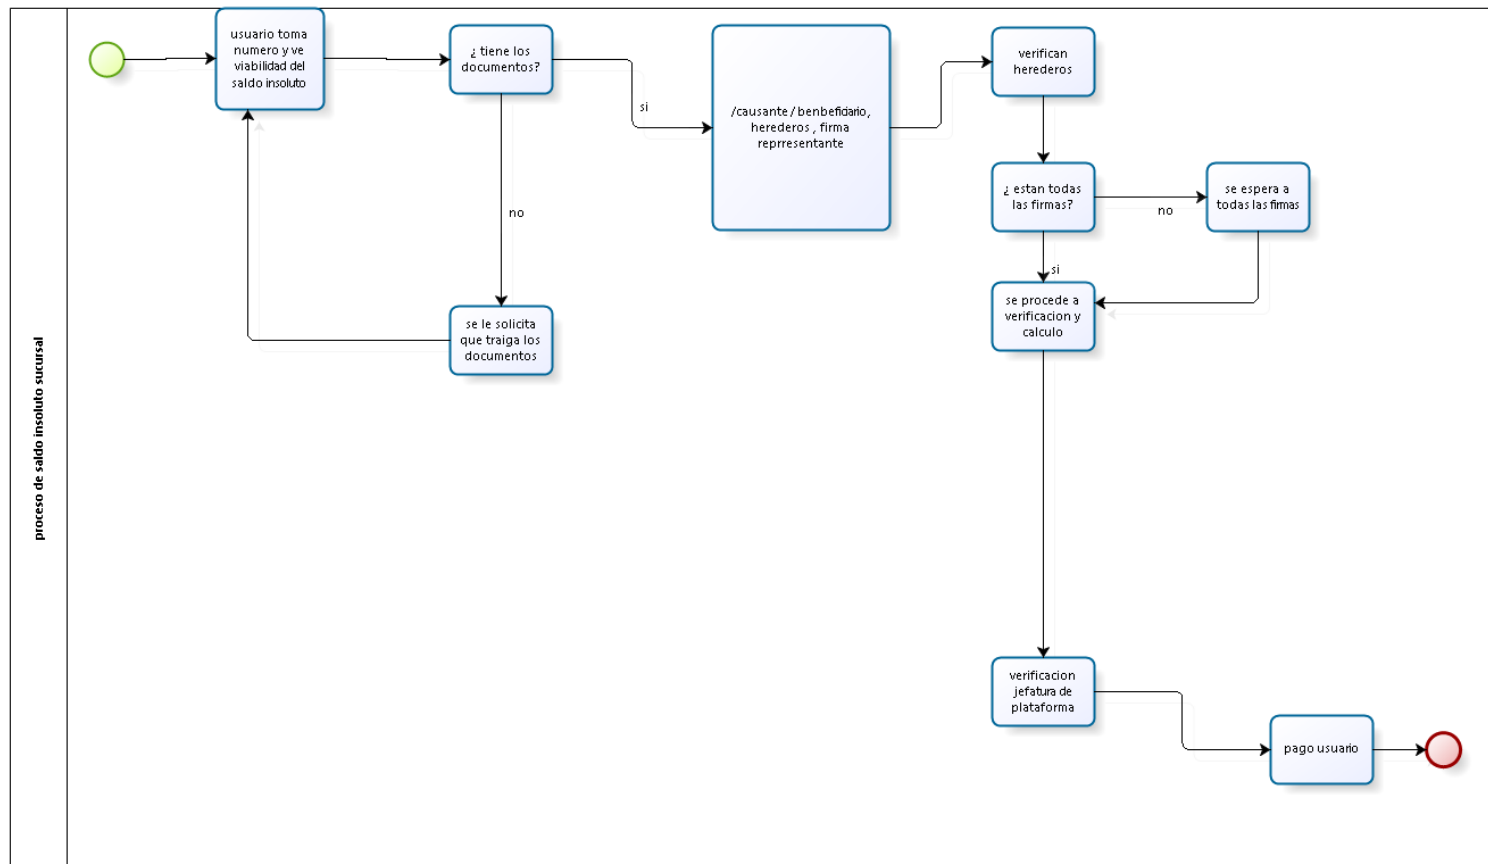 proceso de saldo insoluto sucursal
usuario toma
numero y ve
viabilidad del
saldo insoluto
¿ tiene los
documentos?
si
no
se le solicita
que traiga los
documentos
/causante / benbefidario,
herederos , firma
reprresentante
verifican
herederos
¿ estan todas
las firmas?
no
se espera a
todas las firmas
si
se procede a
verificacion y
calculo
verificacion
jefatura de
plataforma
pago usuario